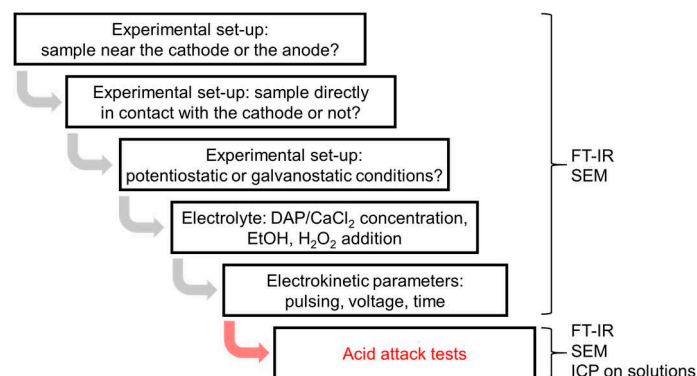 Experimental set-up:
sample near the cathode or the anode?
Experimental set-up: sample directly
in contact with the cathode or not?
Experimental set-up:
potentiostatic or galvanostatic conditions?
Electrolyte: DAP/CaCl₂ concentration,
EtOH, H₂O₂ addition
Electrokinetic parameters:
pulsing, voltage, time
FT-IR
SEM
Acid attack tests
FT-IR
SEM
ICP on solutions